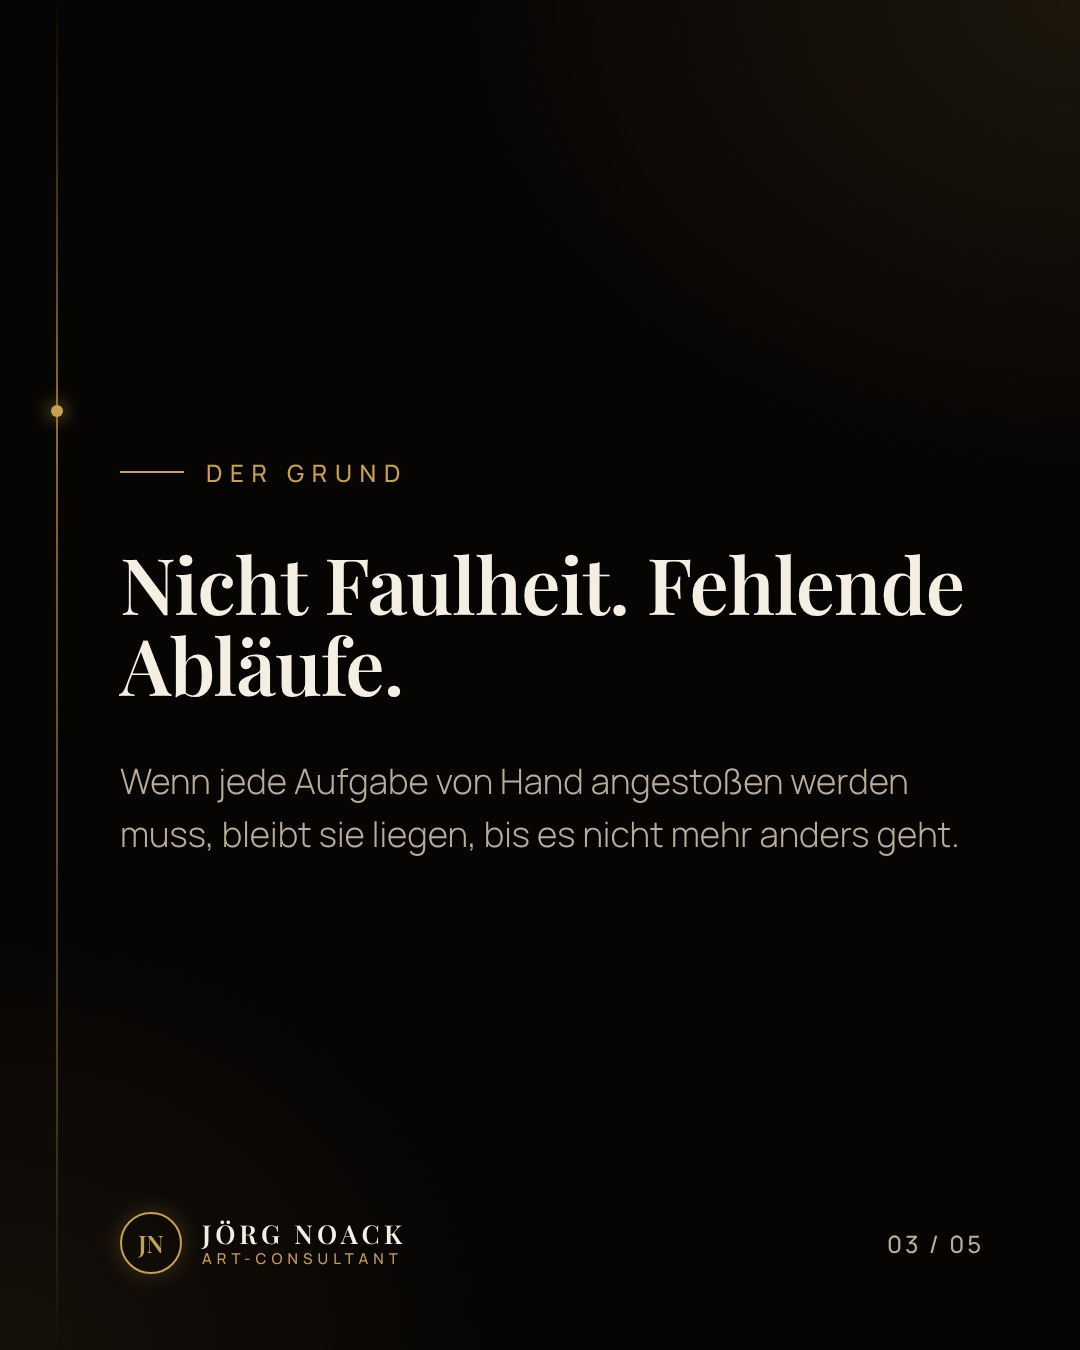 DER GRUND
Nicht Faulheit. Fehlende
Abläufe.
Wenn jede Aufgabe von Hand angestoßen werden
muss, bleibt sie liegen, bis es nicht mehr anders geht.
JN
JÖRG NOACK
ART-CONSULTANT
03 / 05